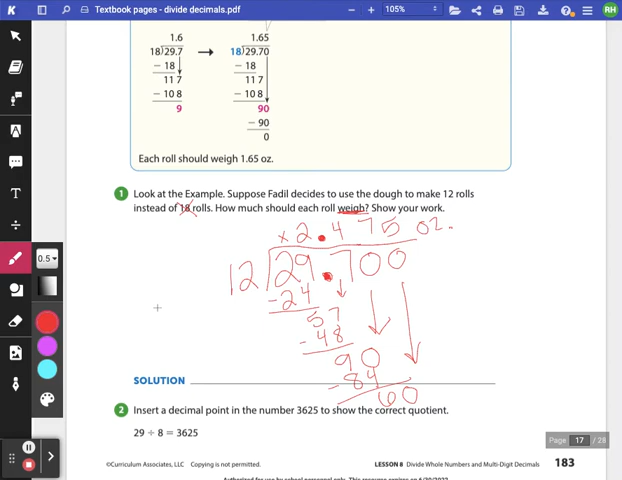 Textbook pages - divide decimals.pdf
105%
RH
1.6 1.65
18)29.7 → 18)29.70
− 18 − 18
11 7 11 7
− 10 8 − 10 8
9 90
− 90
0
Each roll should weigh 1.65 oz.
1 Look at the Example. Suppose Fadil decides to use the dough to make 12 rolls
instead of 18 rolls. How much should each roll weigh? Show your work.
x 2.475 oz.
12)29.700
-24
57
-48
90
-84
60
SOLUTION
2 Insert a decimal point in the number 3625 to show the correct quotient.
29 ÷ 8 = 3625
0.5
T
Page 17 / 28
©Curriculum Associates, LLC Copying is not permitted. LESSON 8 Divide Whole Numbers and Multi-Digit Decimals 183